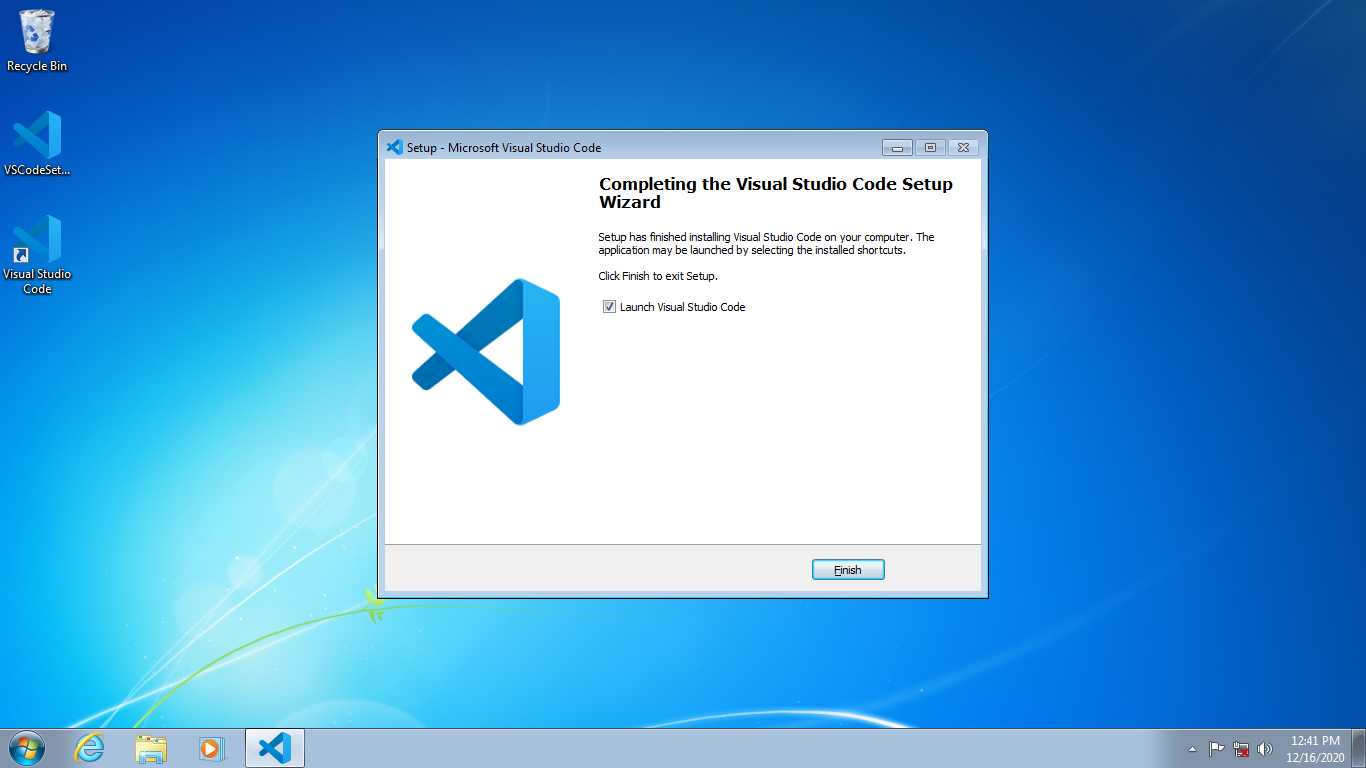 Recycle Bin
VSCodeSet...
Visual Studio
Code
Setup - Microsoft Visual Studio Code
Completing the Visual Studio Code Setup
Wizard
Setup has finished installing Visual Studio Code on your computer. The
application may be launched by selecting the installed shortcuts.
Click Finish to exit Setup.
Launch Visual Studio Code
Finish
12:41 PM
12/16/2020